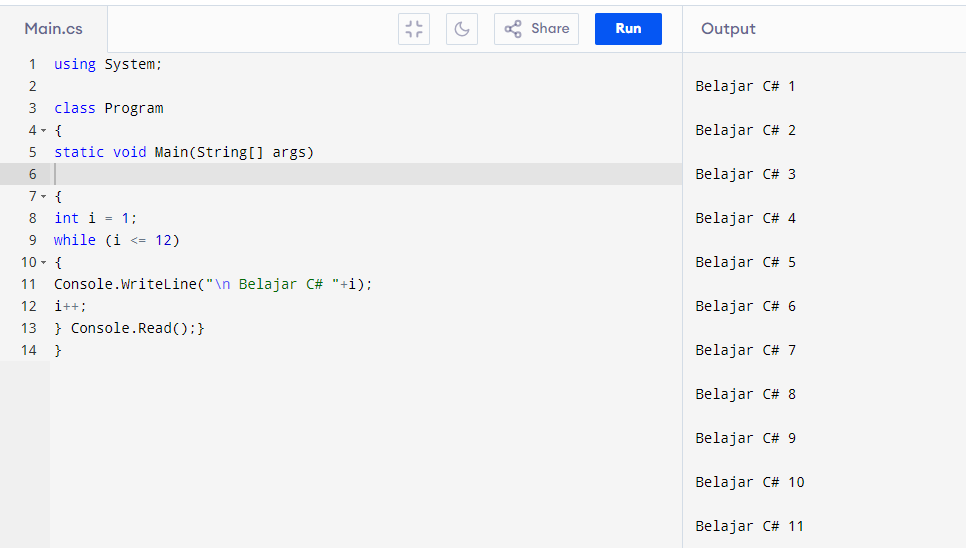 Main.cs
Share
Run
Output
1 using System;
2
3 class Program
4 {
5 static void Main(String[] args)
6
7 {
8 int i = 1;
9 while (i <= 12)
10 {
11 Console.WriteLine("\n Belajar C# "+i);
12 i++;
13 } Console.Read();}
14 }
Belajar C# 1
Belajar C# 2
Belajar C# 3
Belajar C# 4
Belajar C# 5
Belajar C# 6
Belajar C# 7
Belajar C# 8
Belajar C# 9
Belajar C# 10
Belajar C# 11